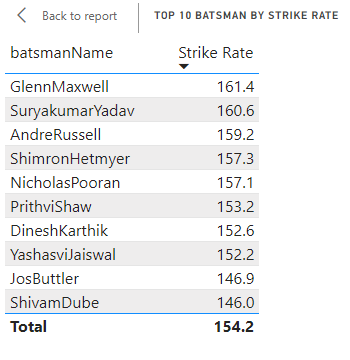 Back to report
TOP 10 BATSMAN BY STRIKE RATE
batsmanName Strike Rate
GlennMaxwell 161.4
SuryakumarYadav 160.6
AndreRussell 159.2
ShimronHetmyer 157.3
NicholasPooran 157.1
PrithviShaw 153.2
DineshKarthik 152.6
YashasviJaiswal 152.2
JosButtler 146.9
ShivamDube 146.0
Total 154.2